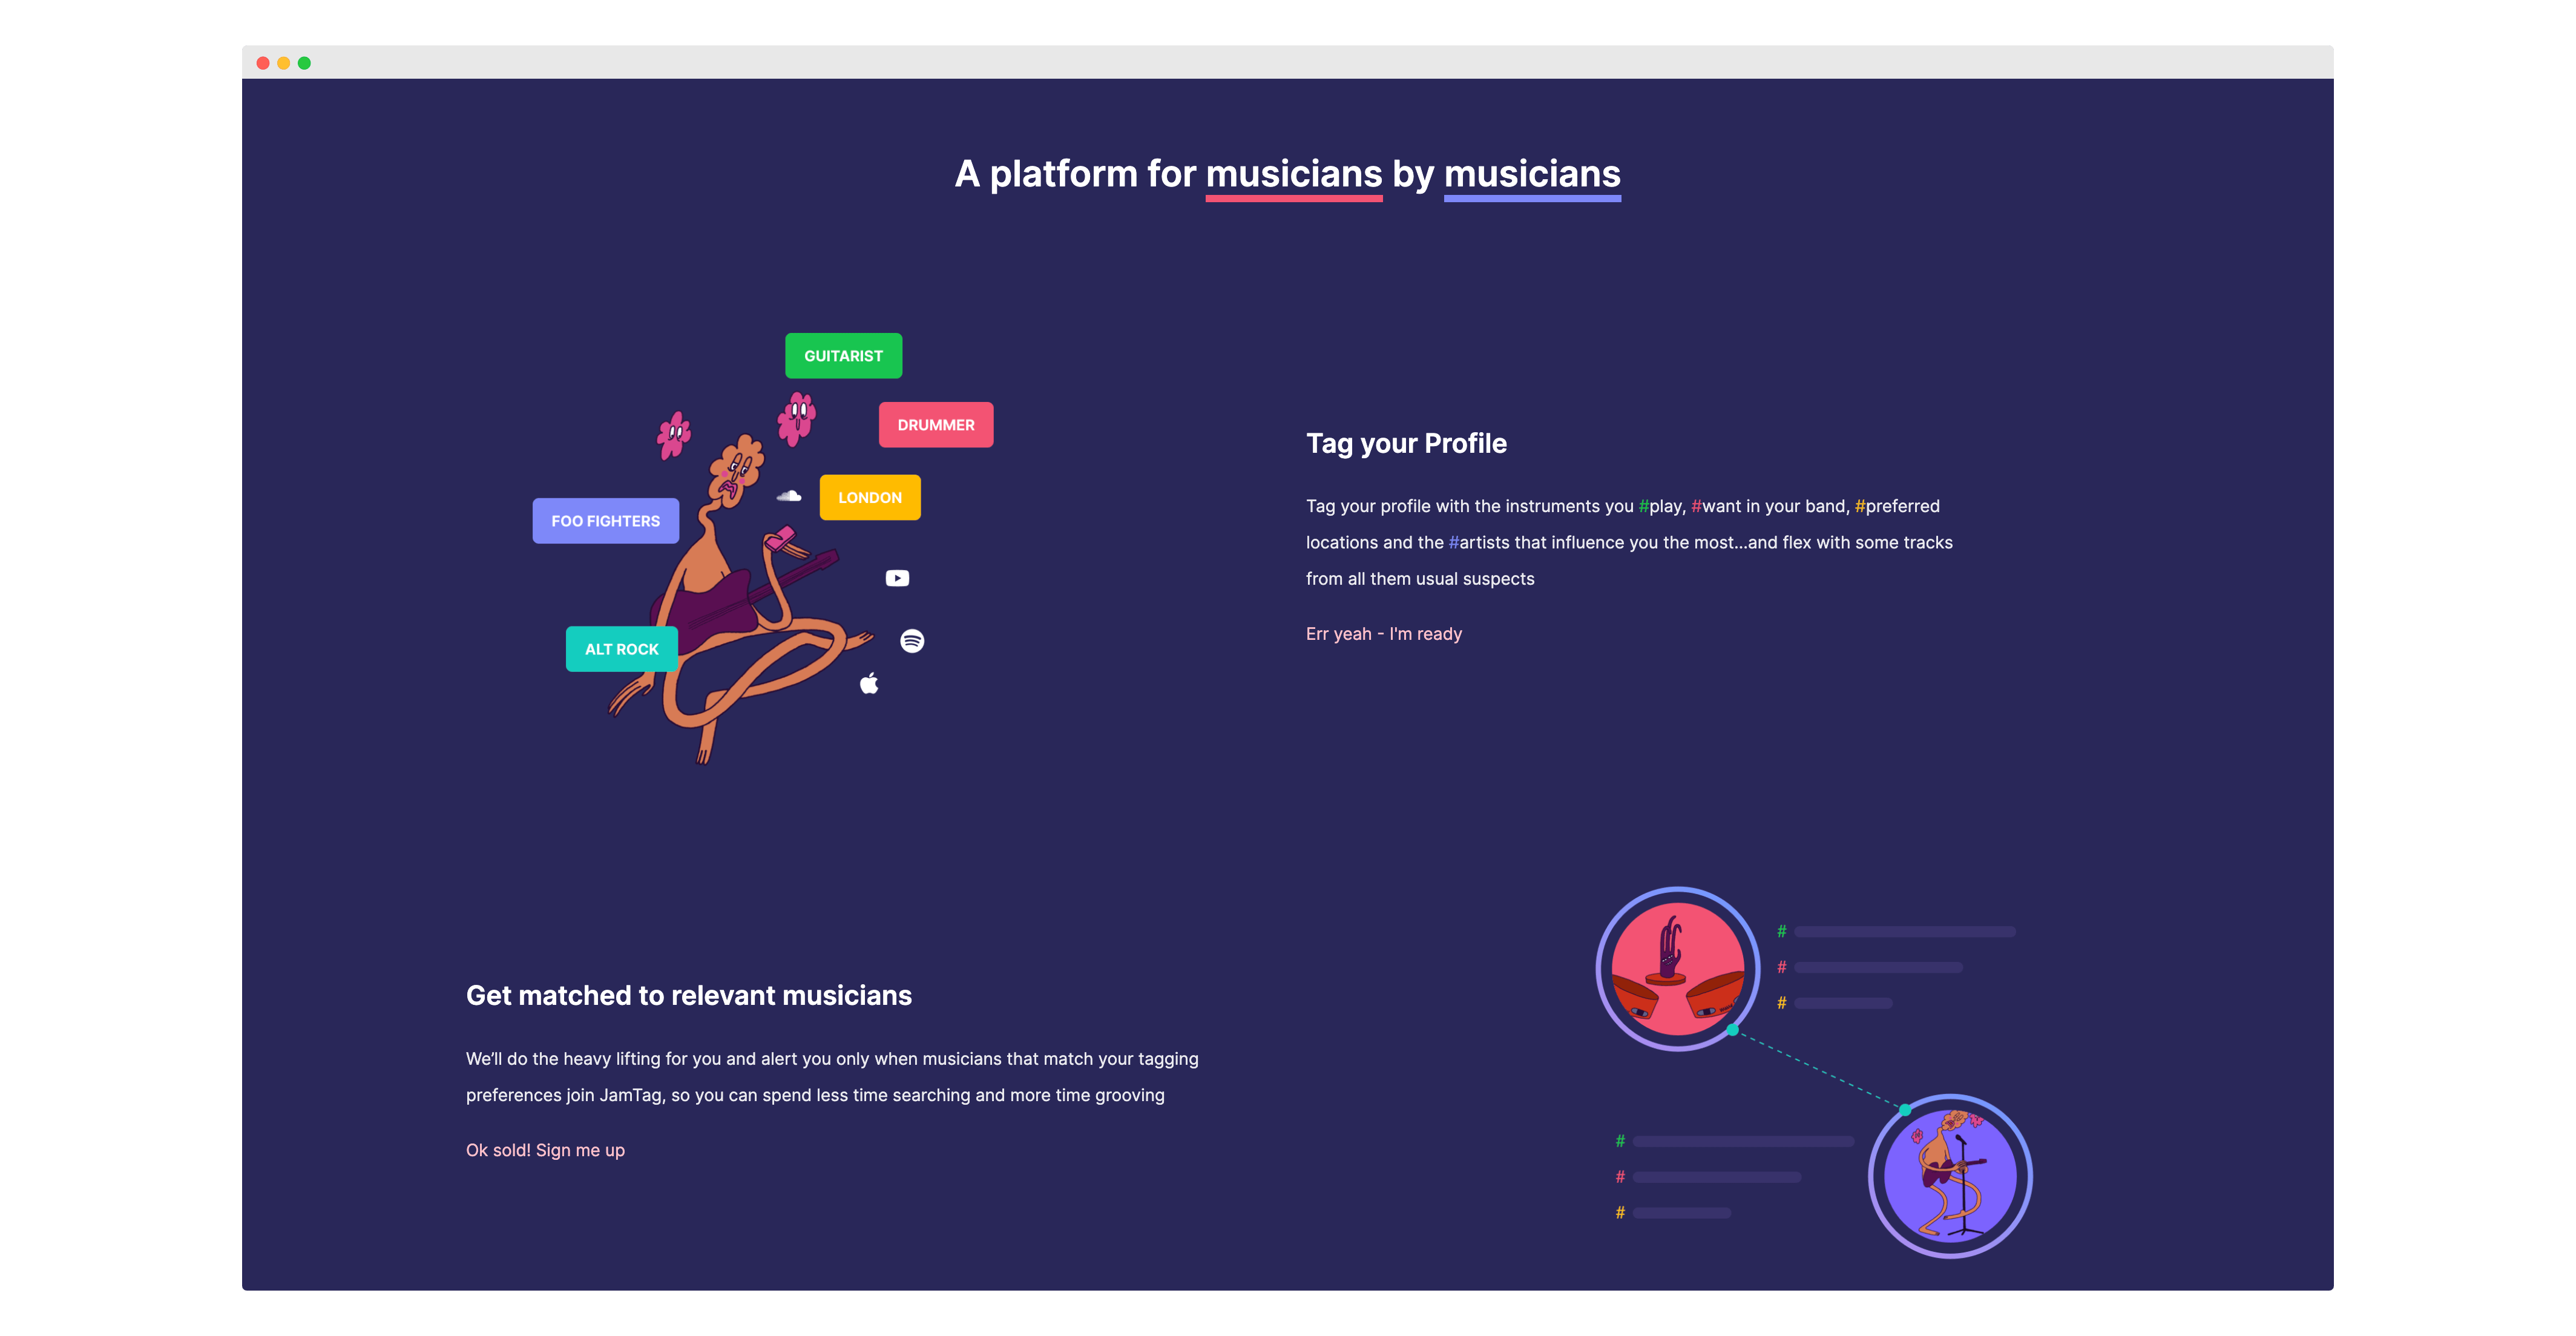 A platform for musicians by musicians
GUITARIST
DRUMMER
LONDON
FOO FIGHTERS
ALT ROCK
Tag your Profile
Tag your profile with the instruments you #play, #want in your band, #preferred
locations and the #artists that influence you the most...and flex with some tracks
from all them usual suspects
Err yeah - I'm ready
Get matched to relevant musicians
We’ll do the heavy lifting for you and alert you only when musicians that match your tagging
preferences join JamTag, so you can spend less time searching and more time grooving
Ok sold! Sign me up
#
#
#
#
#
#